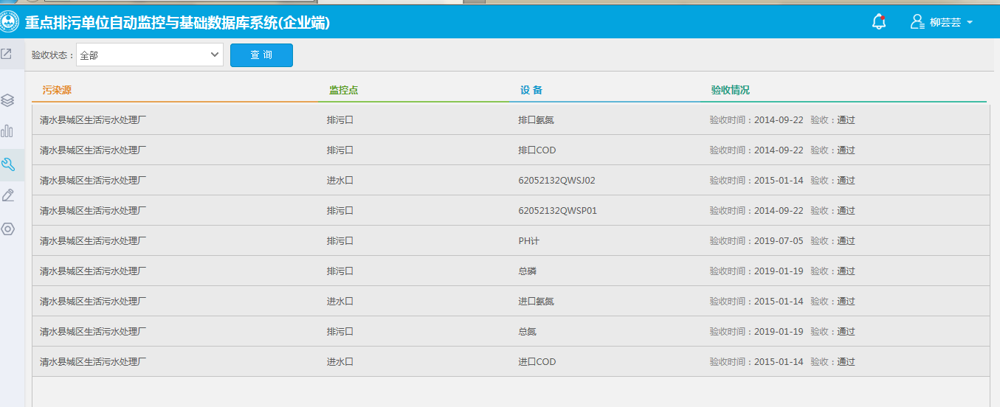 重点排污单位自动监控与基础数据库系统(企业端)
柳芸芸
验收状态： 全部 查 询
污染源 监控点 设 备 验收情况
清水县城区生活污水处理厂 排污口 排口氨氮 验收时间：2014-09-22 验收：通过
清水县城区生活污水处理厂 排污口 排口COD 验收时间：2014-09-22 验收：通过
清水县城区生活污水处理厂 进水口 62052132QWSJ02 验收时间：2015-01-14 验收：通过
清水县城区生活污水处理厂 排污口 62052132QWSP01 验收时间：2014-09-22 验收：通过
清水县城区生活污水处理厂 排污口 PH计 验收时间：2019-07-05 验收：通过
清水县城区生活污水处理厂 排污口 总磷 验收时间：2019-01-19 验收：通过
清水县城区生活污水处理厂 进水口 进口氨氮 验收时间：2015-01-14 验收：通过
清水县城区生活污水处理厂 排污口 总氮 验收时间：2019-01-19 验收：通过
清水县城区生活污水处理厂 进水口 进口COD 验收时间：2015-01-14 验收：通过